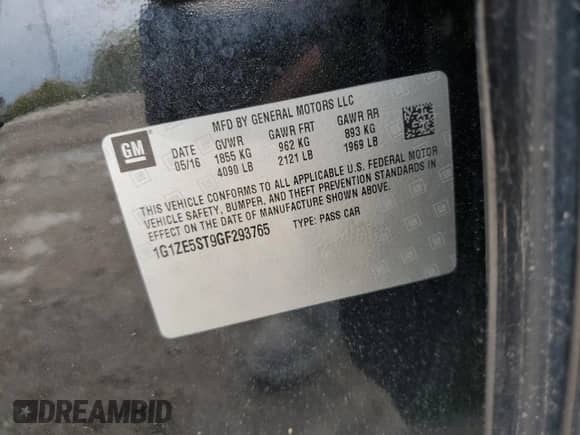 MFD BY GENERAL MOTORS LLC
GM
DATE GVWR GAWR FRT GAWR RR
05/16 1855 KG 962 KG 893 KG
4090 LB 2121 LB 1969 LB
THIS VEHICLE CONFORMS TO ALL APPLICABLE U.S. FEDERAL MOTOR
VEHICLE SAFETY, BUMPER, AND THEFT PREVENTION STANDARDS IN
EFFECT ON THE DATE OF MANUFACTURE SHOWN ABOVE.
1G1ZE5ST9GF293765 TYPE: PASS CAR
DREAMBID